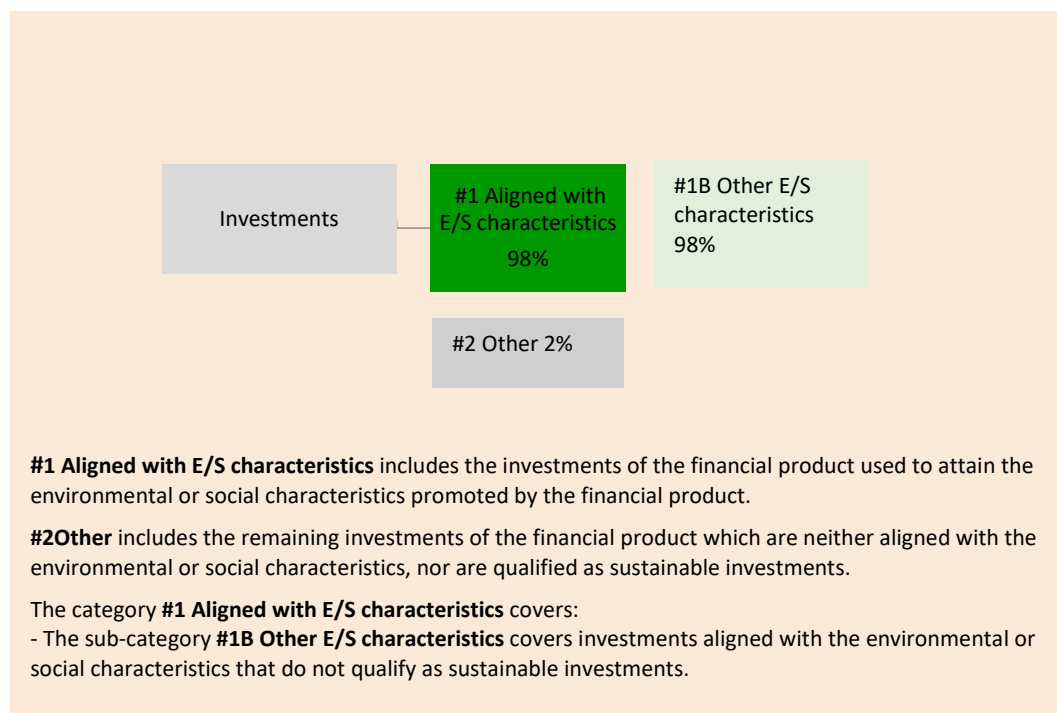 Investments
#1 Aligned with
E/S characteristics
98%
#1B Other E/S
characteristics
98%
#2 Other 2%
#1 Aligned with E/S characteristics includes the investments of the financial product used to attain the
environmental or social characteristics promoted by the financial product.
#2Other includes the remaining investments of the financial product which are neither aligned with the
environmental or social characteristics, nor are qualified as sustainable investments.
The category #1 Aligned with E/S characteristics covers:
- The sub-category #1B Other E/S characteristics covers investments aligned with the environmental or
social characteristics that do not qualify as sustainable investments.